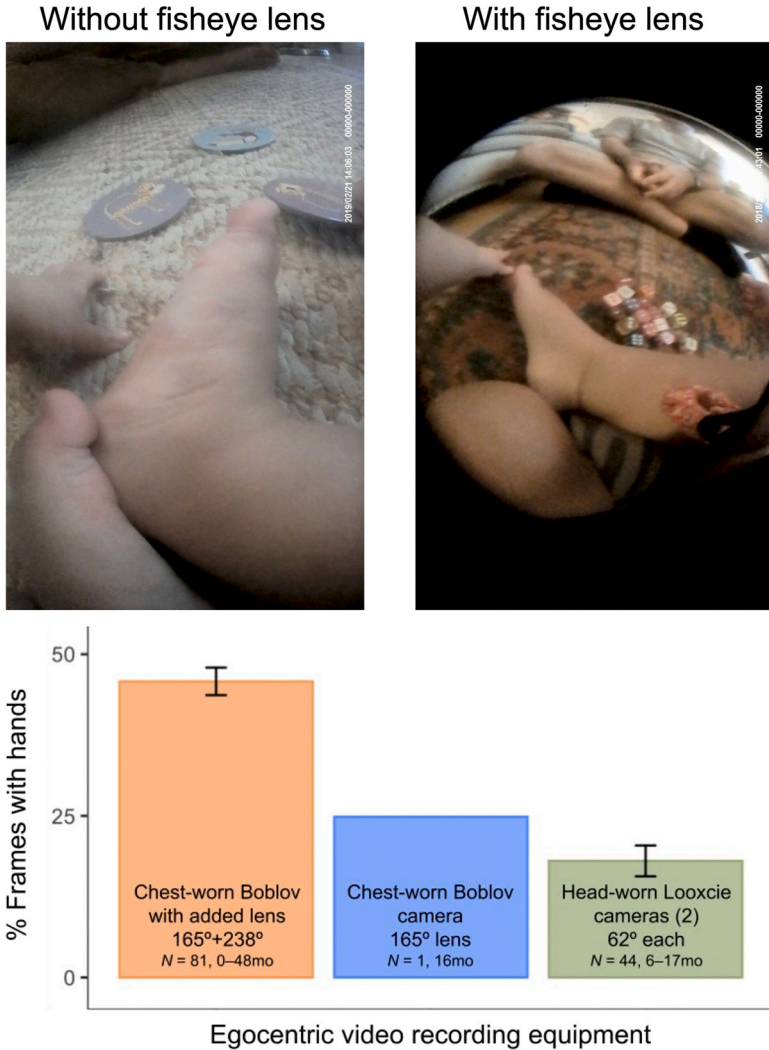 Without fisheye lens
With fisheye lens
2019/02/21 14:06:03 00000-000000
00000-000000
50
25
0
% Frames with hands
Chest-worn Boblov
with added lens
165º+238º
N = 81, 0–48mo
Chest-worn Boblov
camera
165º lens
N = 1, 16mo
Head-worn Looxcie
cameras (2)
62º each
N = 44, 6–17mo
Egocentric video recording equipment